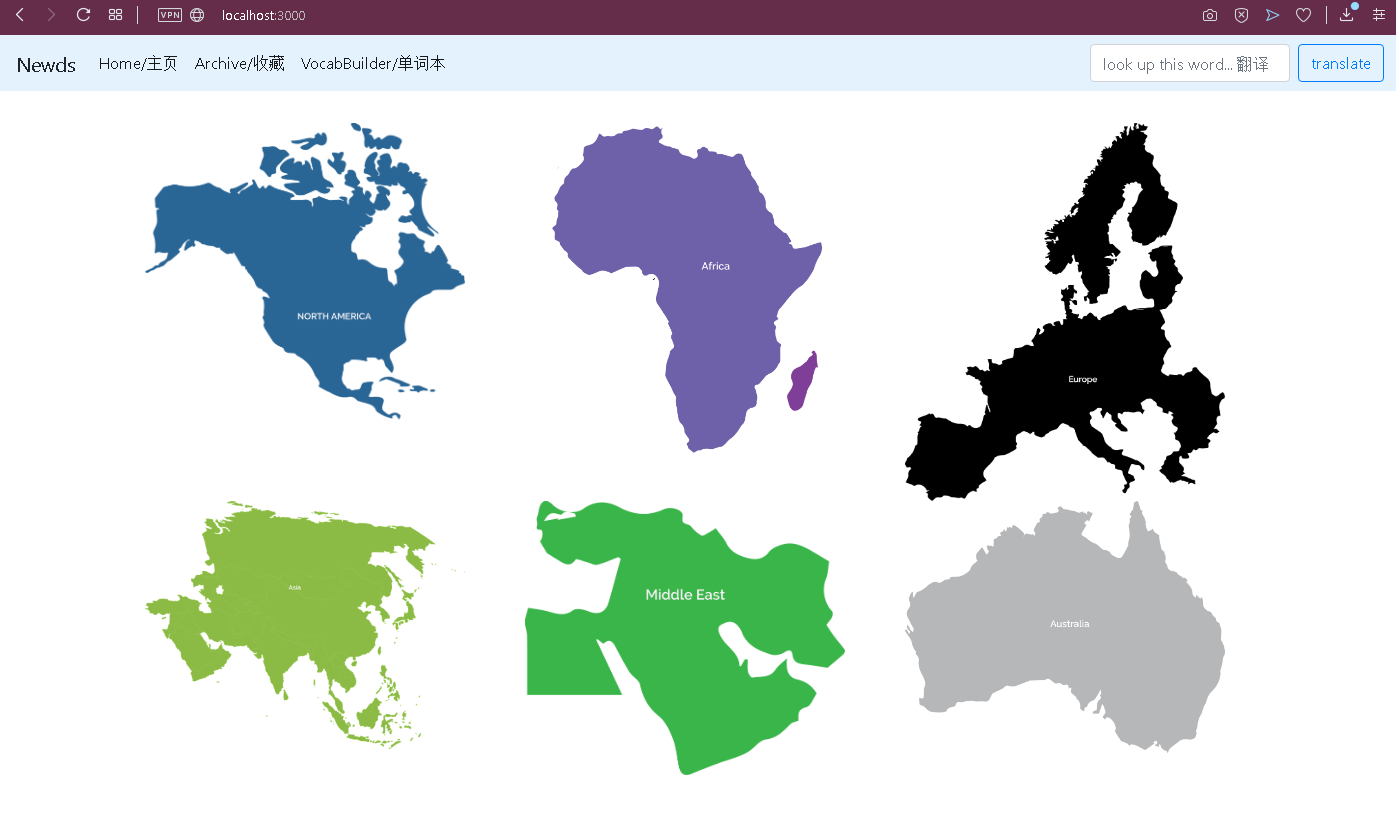 VPN localhost:3000
Newds Home/主页 Archive/收藏 VocabBuilder/单词本 look up this word... 翻译 translate
NORTH AMERICA
Africa
Europe
Asia
Middle East
Australia